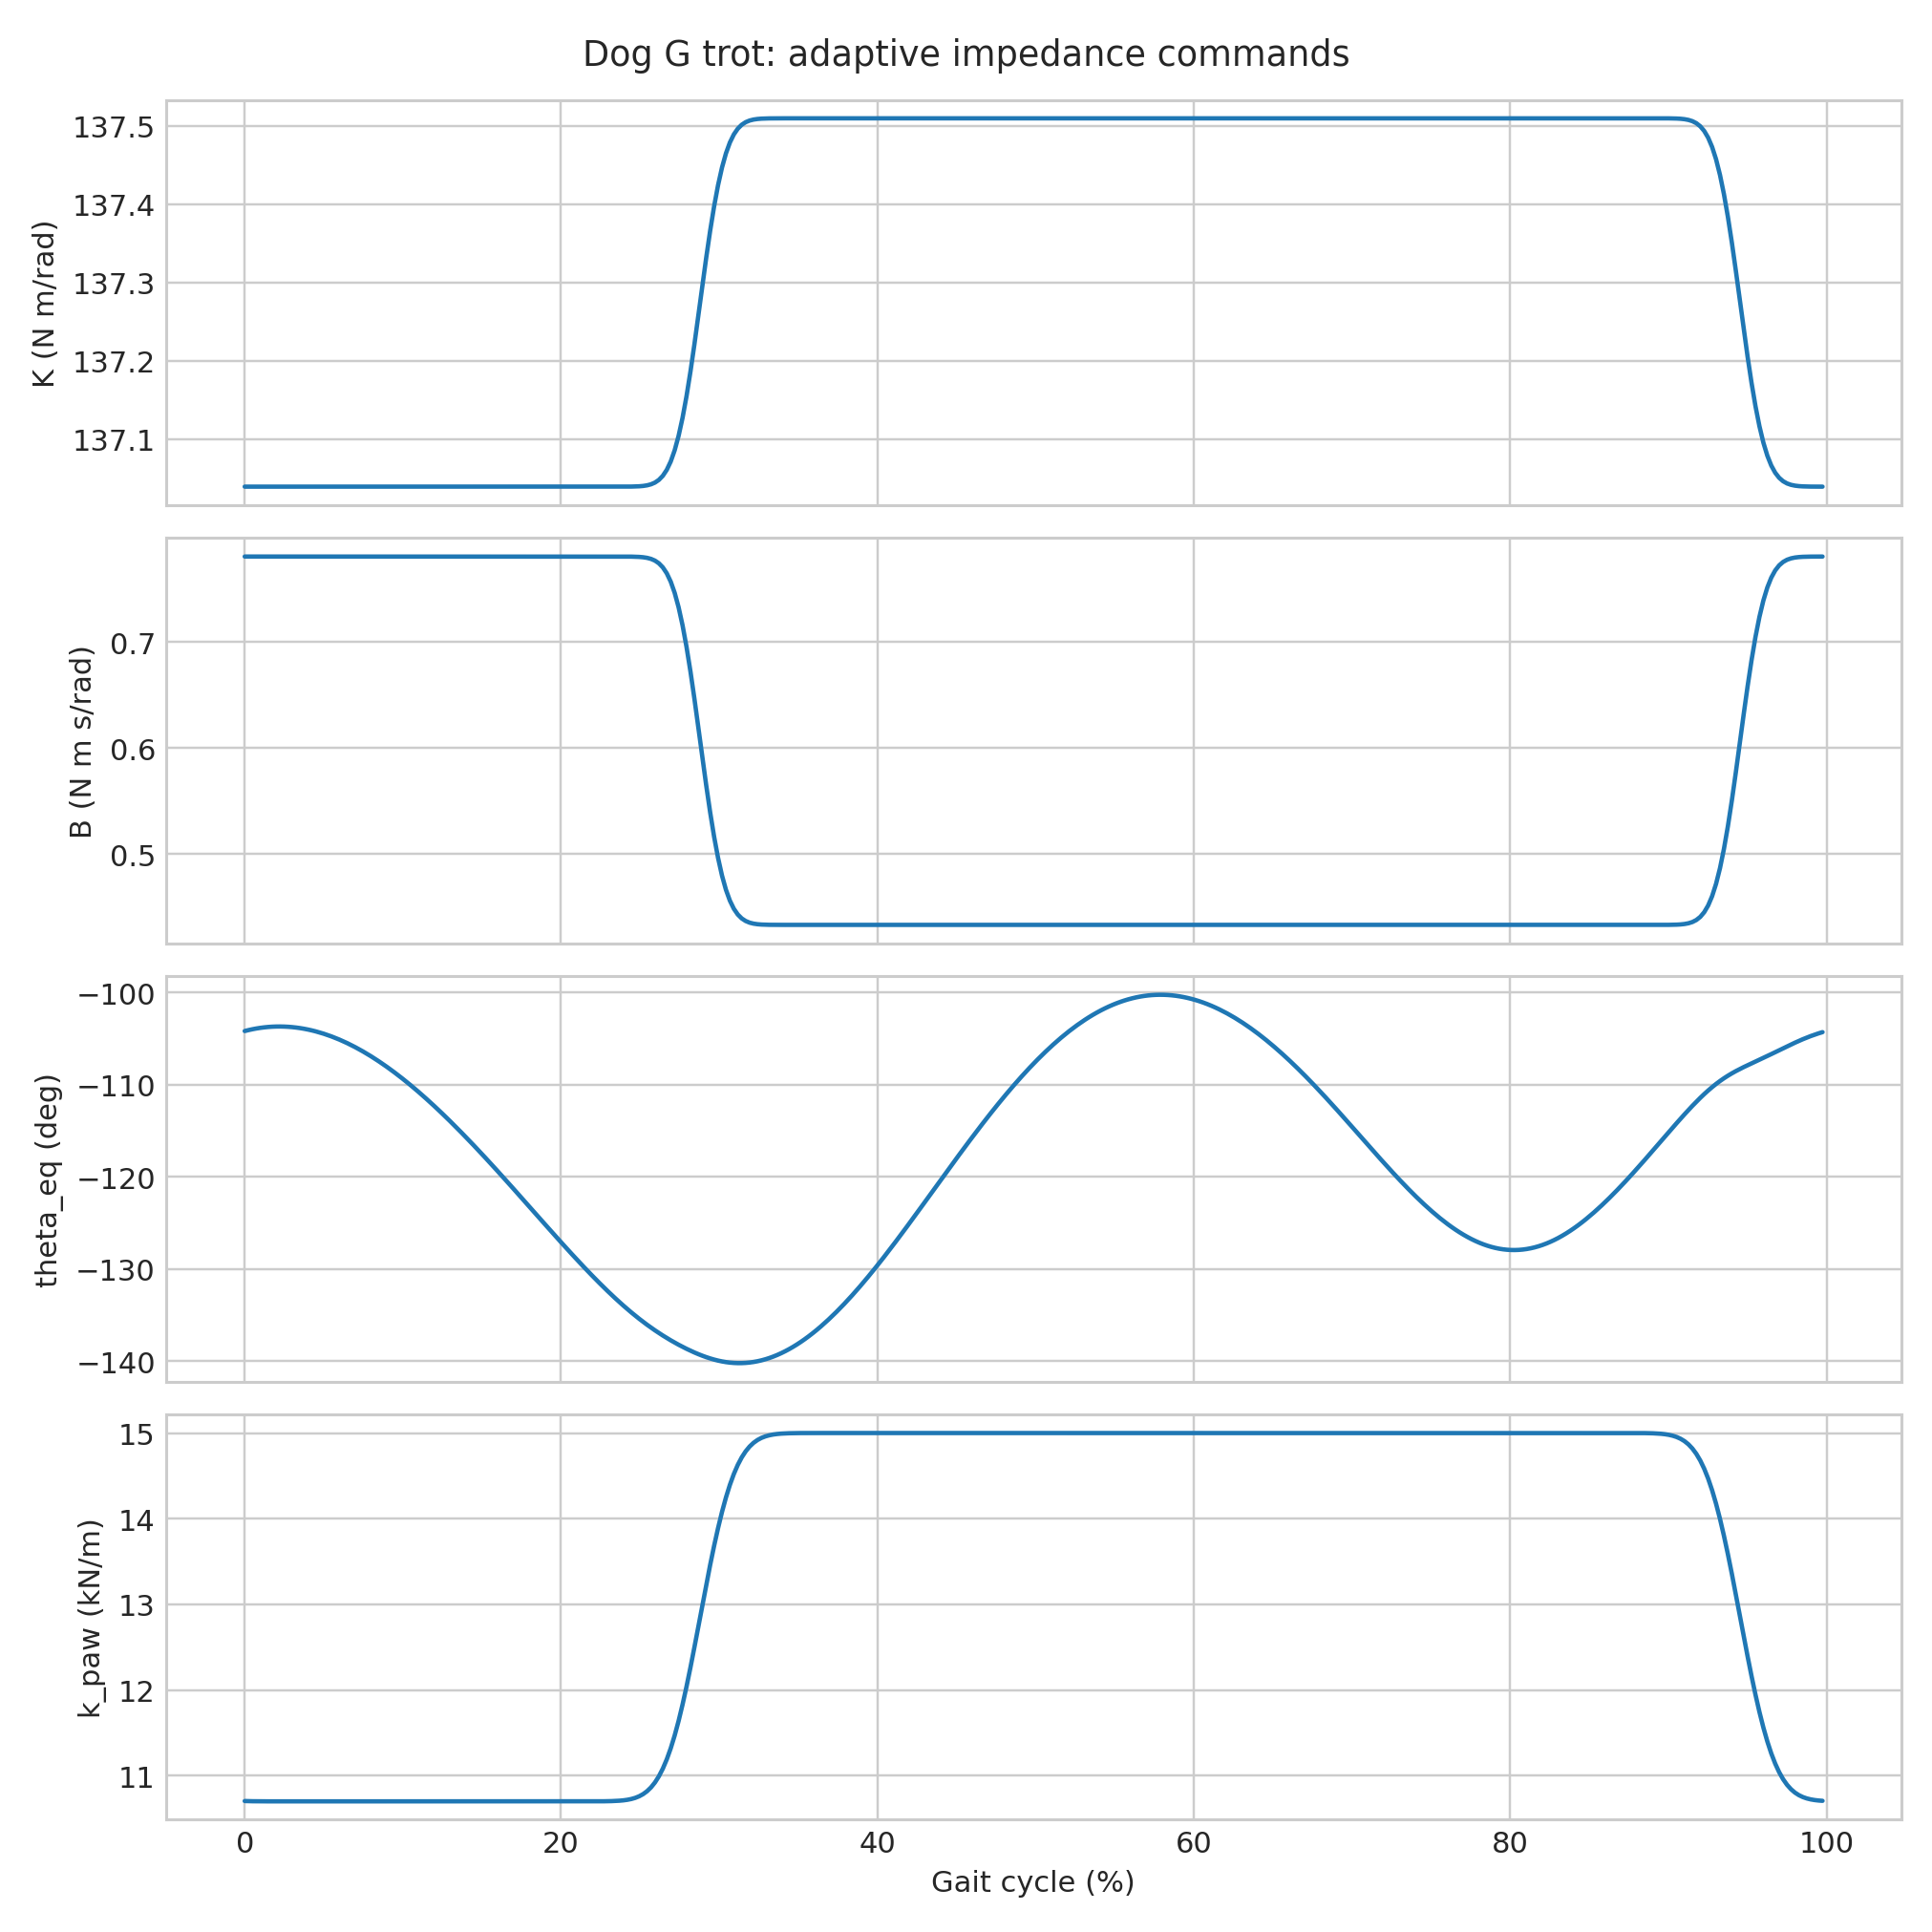 Dog G trot: adaptive impedance commands
K (N m/rad)
137.5
137.4
137.3
137.2
137.1
B (N m s/rad)
0.7
0.6
0.5
theta_eq (deg)
−100
−110
−120
−130
−140
k_paw (kN/m)
15
14
13
12
11
0 20 40 60 80 100
Gait cycle (%)